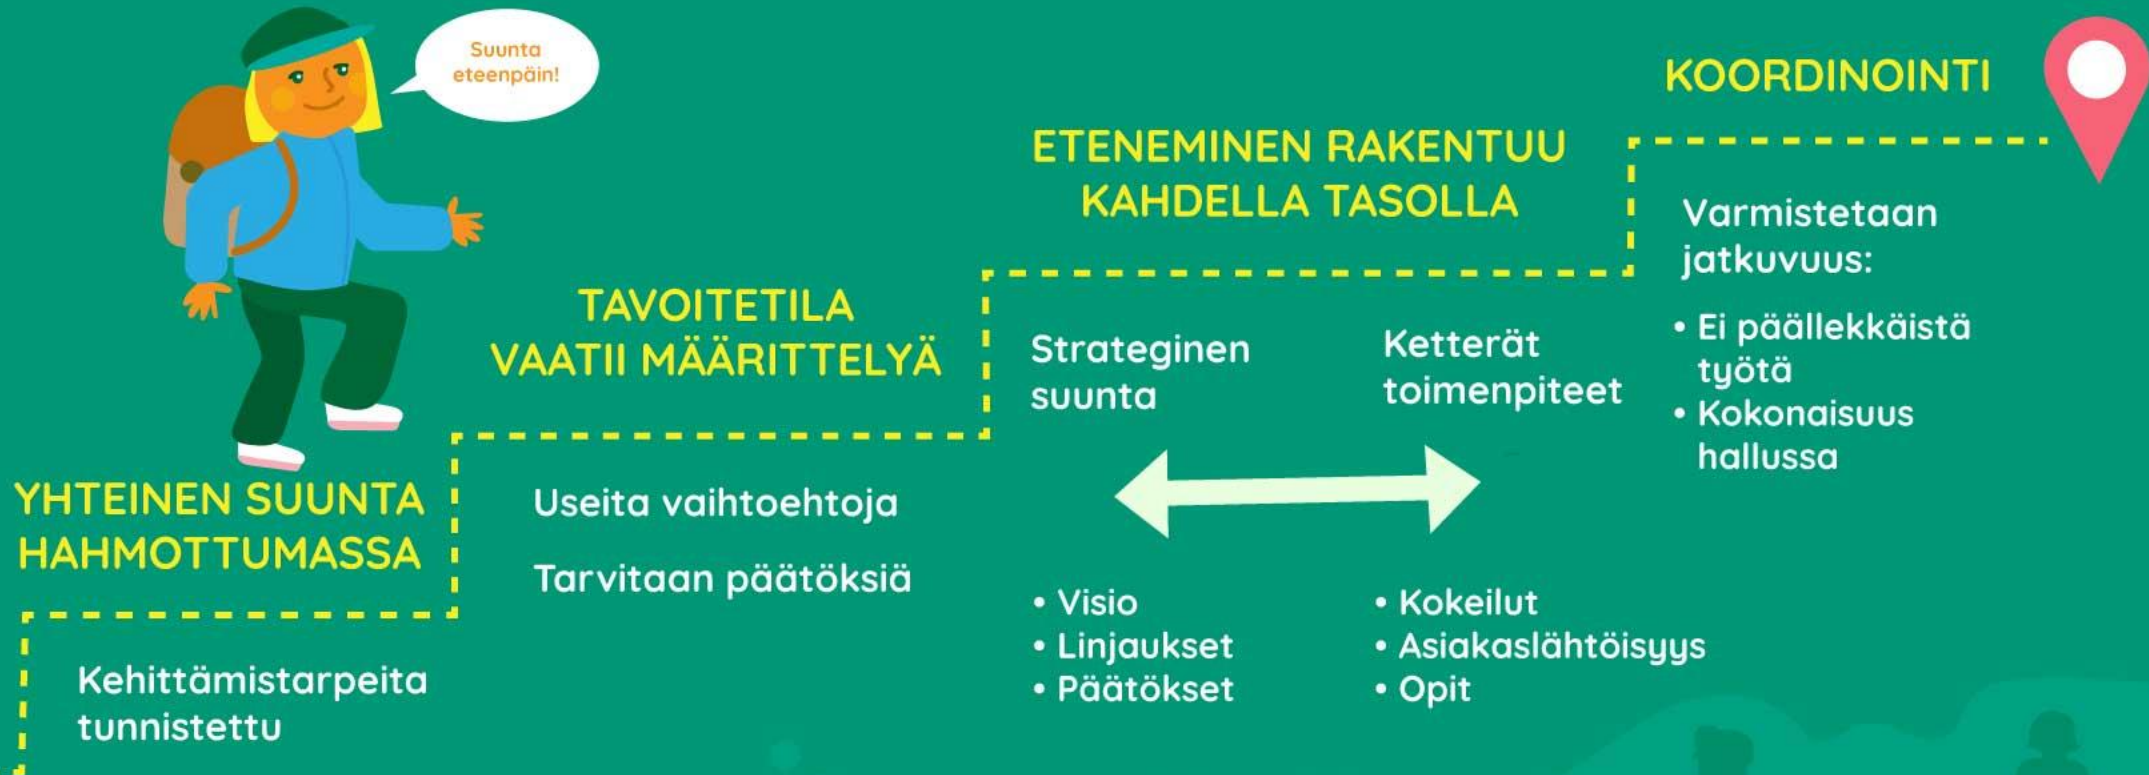 Suunta
eteenpäin!
YHTEINEN SUUNTA
HAHMOTTUMASSA
Kehittämistarpeita
tunnistettu
TAVOITETILA
VAATII MÄÄRITTELYÄ
Useita vaihtoehtoja
Tarvitaan päätöksiä
ETENEMINEN RAKENTUU
KAHDELLA TASOLLA
Strateginen
suunta
• Visio
• Linjaukset
• Päätökset
Ketterät
toimenpiteet
• Kokeilut
• Asiakaslähtöisyys
• Opit
KOORDINOINTI
Varmistetaan
jatkuvuus:
• Ei päällekkäistä
työtä
• Kokonaisuus
hallussa